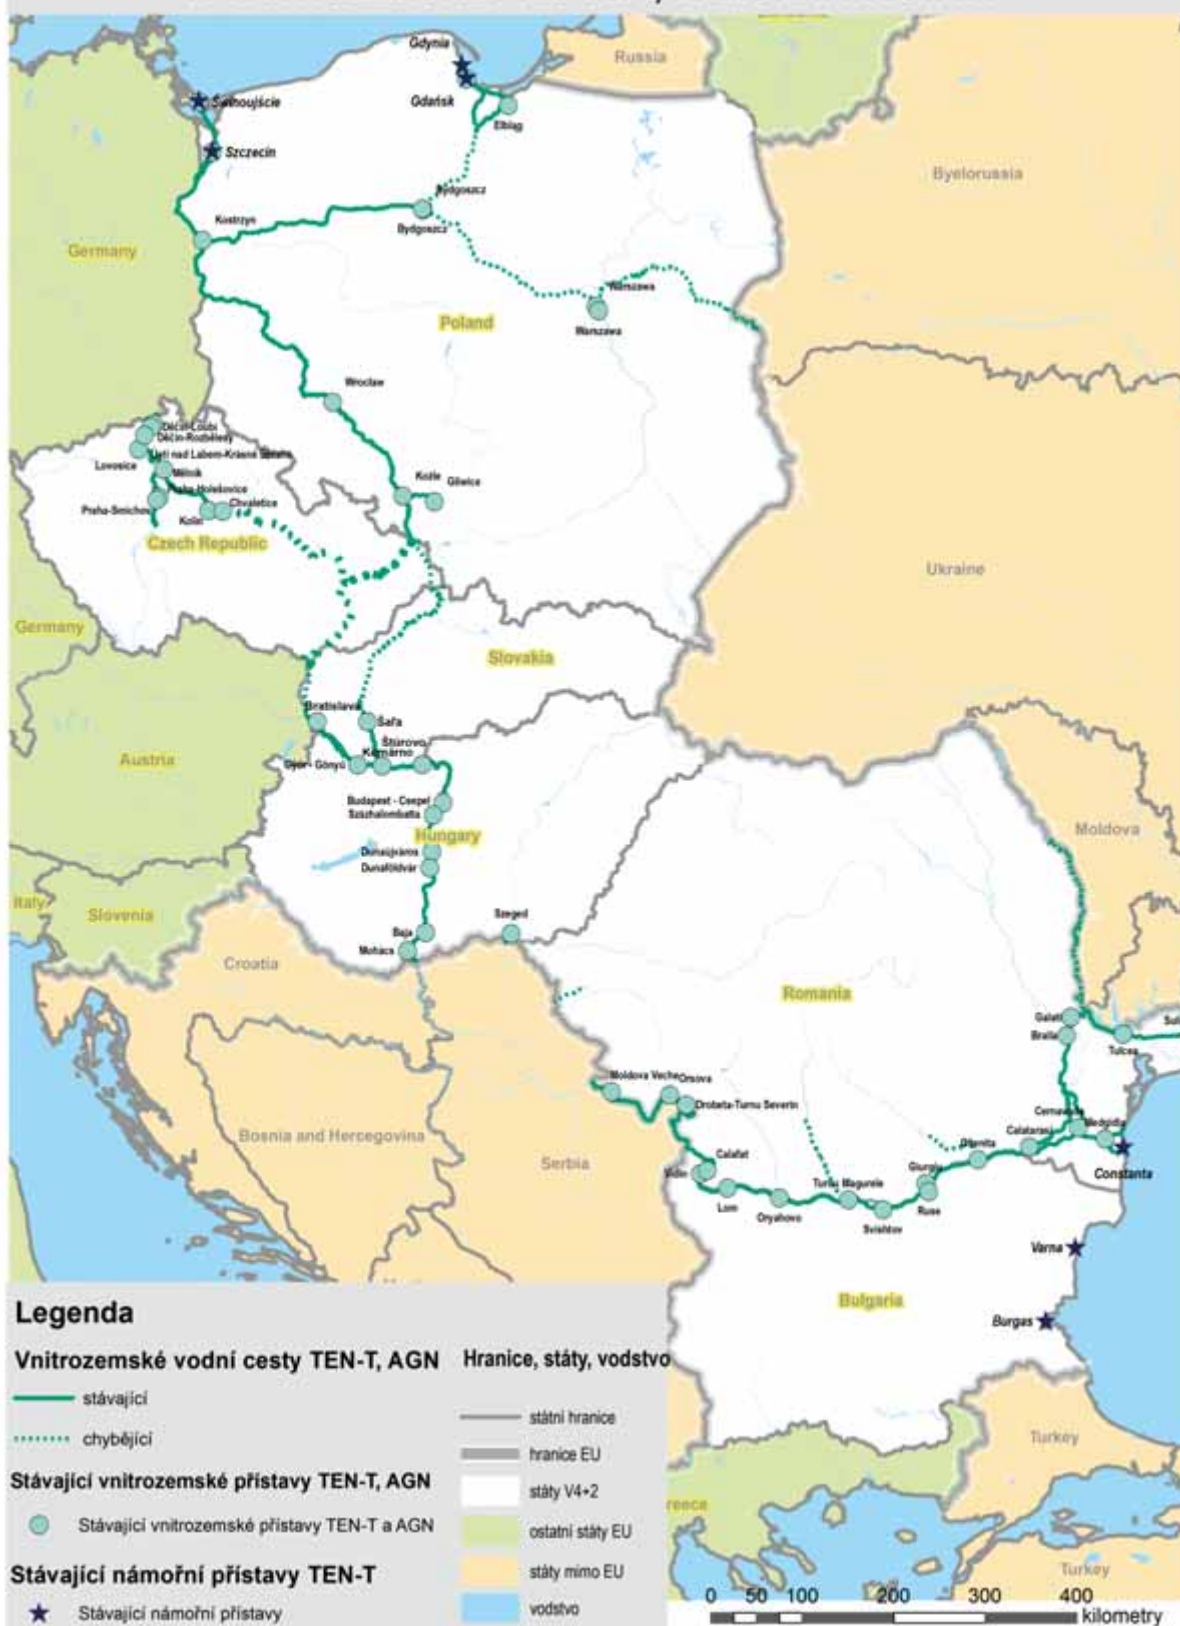 Gdynia
Russia
Gdańsk
Świnoujście
Elbląg
Szczecin
Byelorussia
Bydgoszcz
Kostrzyn
Bydgoszcz
Germany
Warszawa
Poland
Warszawa
Wrocław
Děčín-Loubí
Děčín-Rozbělesy
Ústí nad Labem-Krásné Březno
Lovosice
Mělník
Koźle
Gliwice
Praha-Holešovice
Chvaletice
Praha-Smíchov
Kolín
Czech Republic
Ukraine
Germany
Slovakia
Bratislava
Šaľa
Štúrovo
Komárno
Austria
Győr - Gönyű
Budapest - Csepel
Százhalombatta
Moldova
Hungary
Dunaújváros
Dunaföldvár
Italy
Slovenia
Szeged
Baja
Mohács
Croatia
Romania
Galati
Braila
Tulcea
Moldova Veche
Orsova
Drobeta-Turnu Severin
Cernavoda
Medgidia
Bosnia and Hercegovina
Calatarasi
Oltenita
Serbia
Calafat
Giurgiu
Constanta
Vidin
Turnu Magurele
Lom
Oryahovo
Ruse
Svishtov
Varna
Bulgaria
Burgas
Legenda
Vnitrozemské vodní cesty TEN-T, AGN
stávající
chybějící
Stávající vnitrozemské přístavy TEN-T, AGN
Stávající vnitrozemské přístavy TEN-T a AGN
Stávající námořní přístavy TEN-T
Stávající námořní přístavy
Hranice, státy, vodstvo
státní hranice
hranice EU
státy V4+2
ostatní státy EU
státy mimo EU
vodstvo
Turkey
reece
Turkey
0 50 100 200 300 400
kilometry